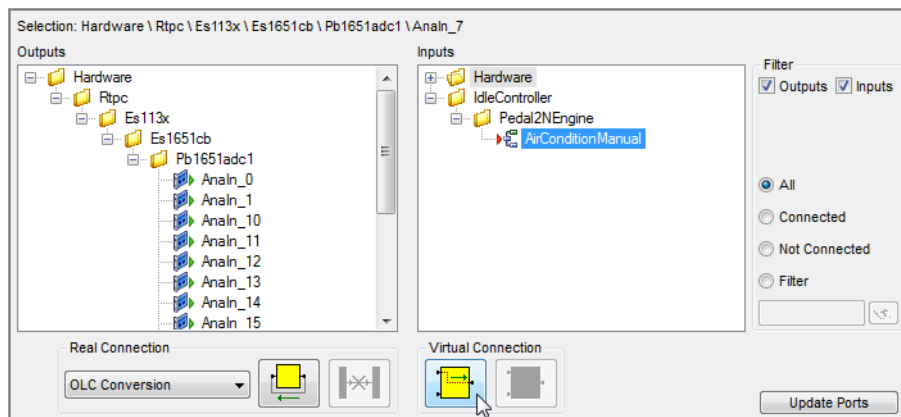 Selection: Hardware \ Rtpc \ Es113x \ Es1651cb \ Pb1651adc1 \ AnaIn_7
Outputs
Inputs
Hardware
Rtpc
Es113x
Es1651cb
Pb1651adc1
AnaIn_0
AnaIn_1
AnaIn_10
AnaIn_11
AnaIn_12
AnaIn_13
AnaIn_14
AnaIn_15
Hardware
IdleController
Pedal2NEngine
AirConditionManual
Filter
Outputs Inputs
All
Connected
Not Connected
Filter
Real Connection
OLC Conversion
Virtual Connection
Update Ports